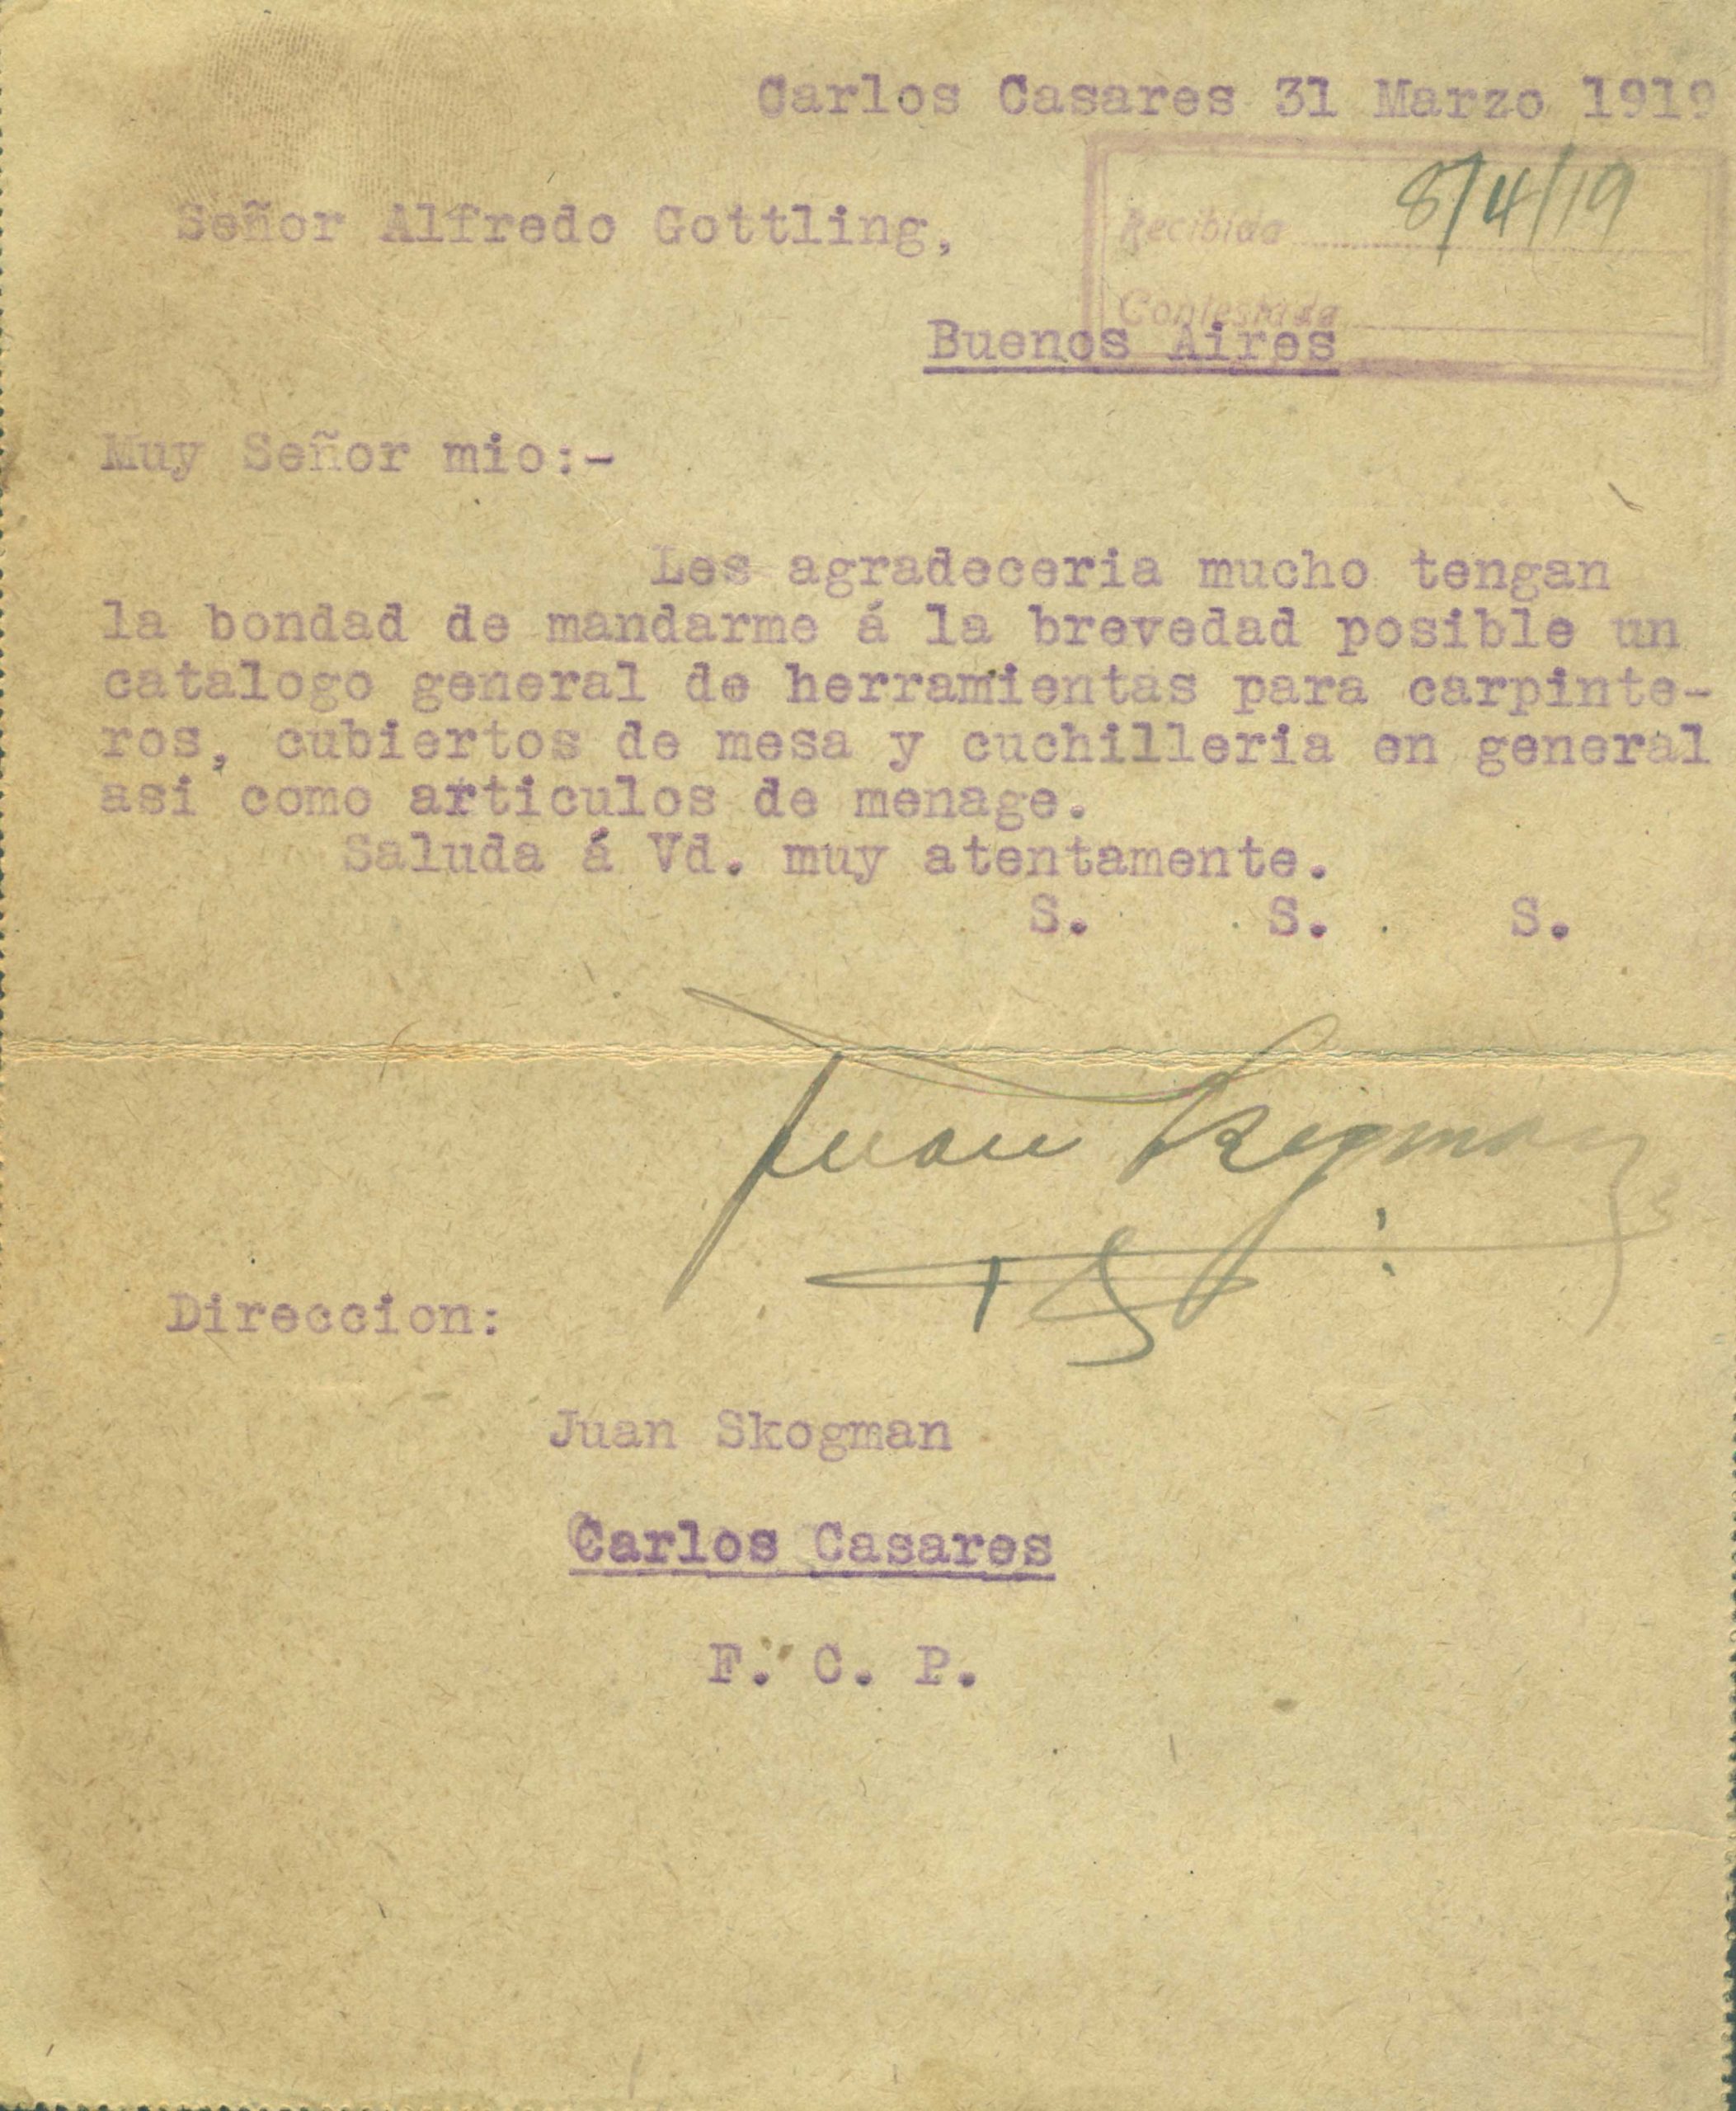 Carlos Casares 31 Marzo 1919
Recibida 8/4/19
Señor Alfredo Gottling,
Contestada
Buenos Aires
Muy Señor mio:-
Les agradeceria mucho tengan
la bondad de mandarme á la brevedad posible un
catalogo general de herramientas para carpinte-
ros, cubiertos de mesa y cuchilleria en general
asi como articulos de menage.
Saluda á Vd. muy atentamente.
S. S. S.
Juan Skogman
Direccion:
Juan Skogman
Carlos Casares
F. C. P.